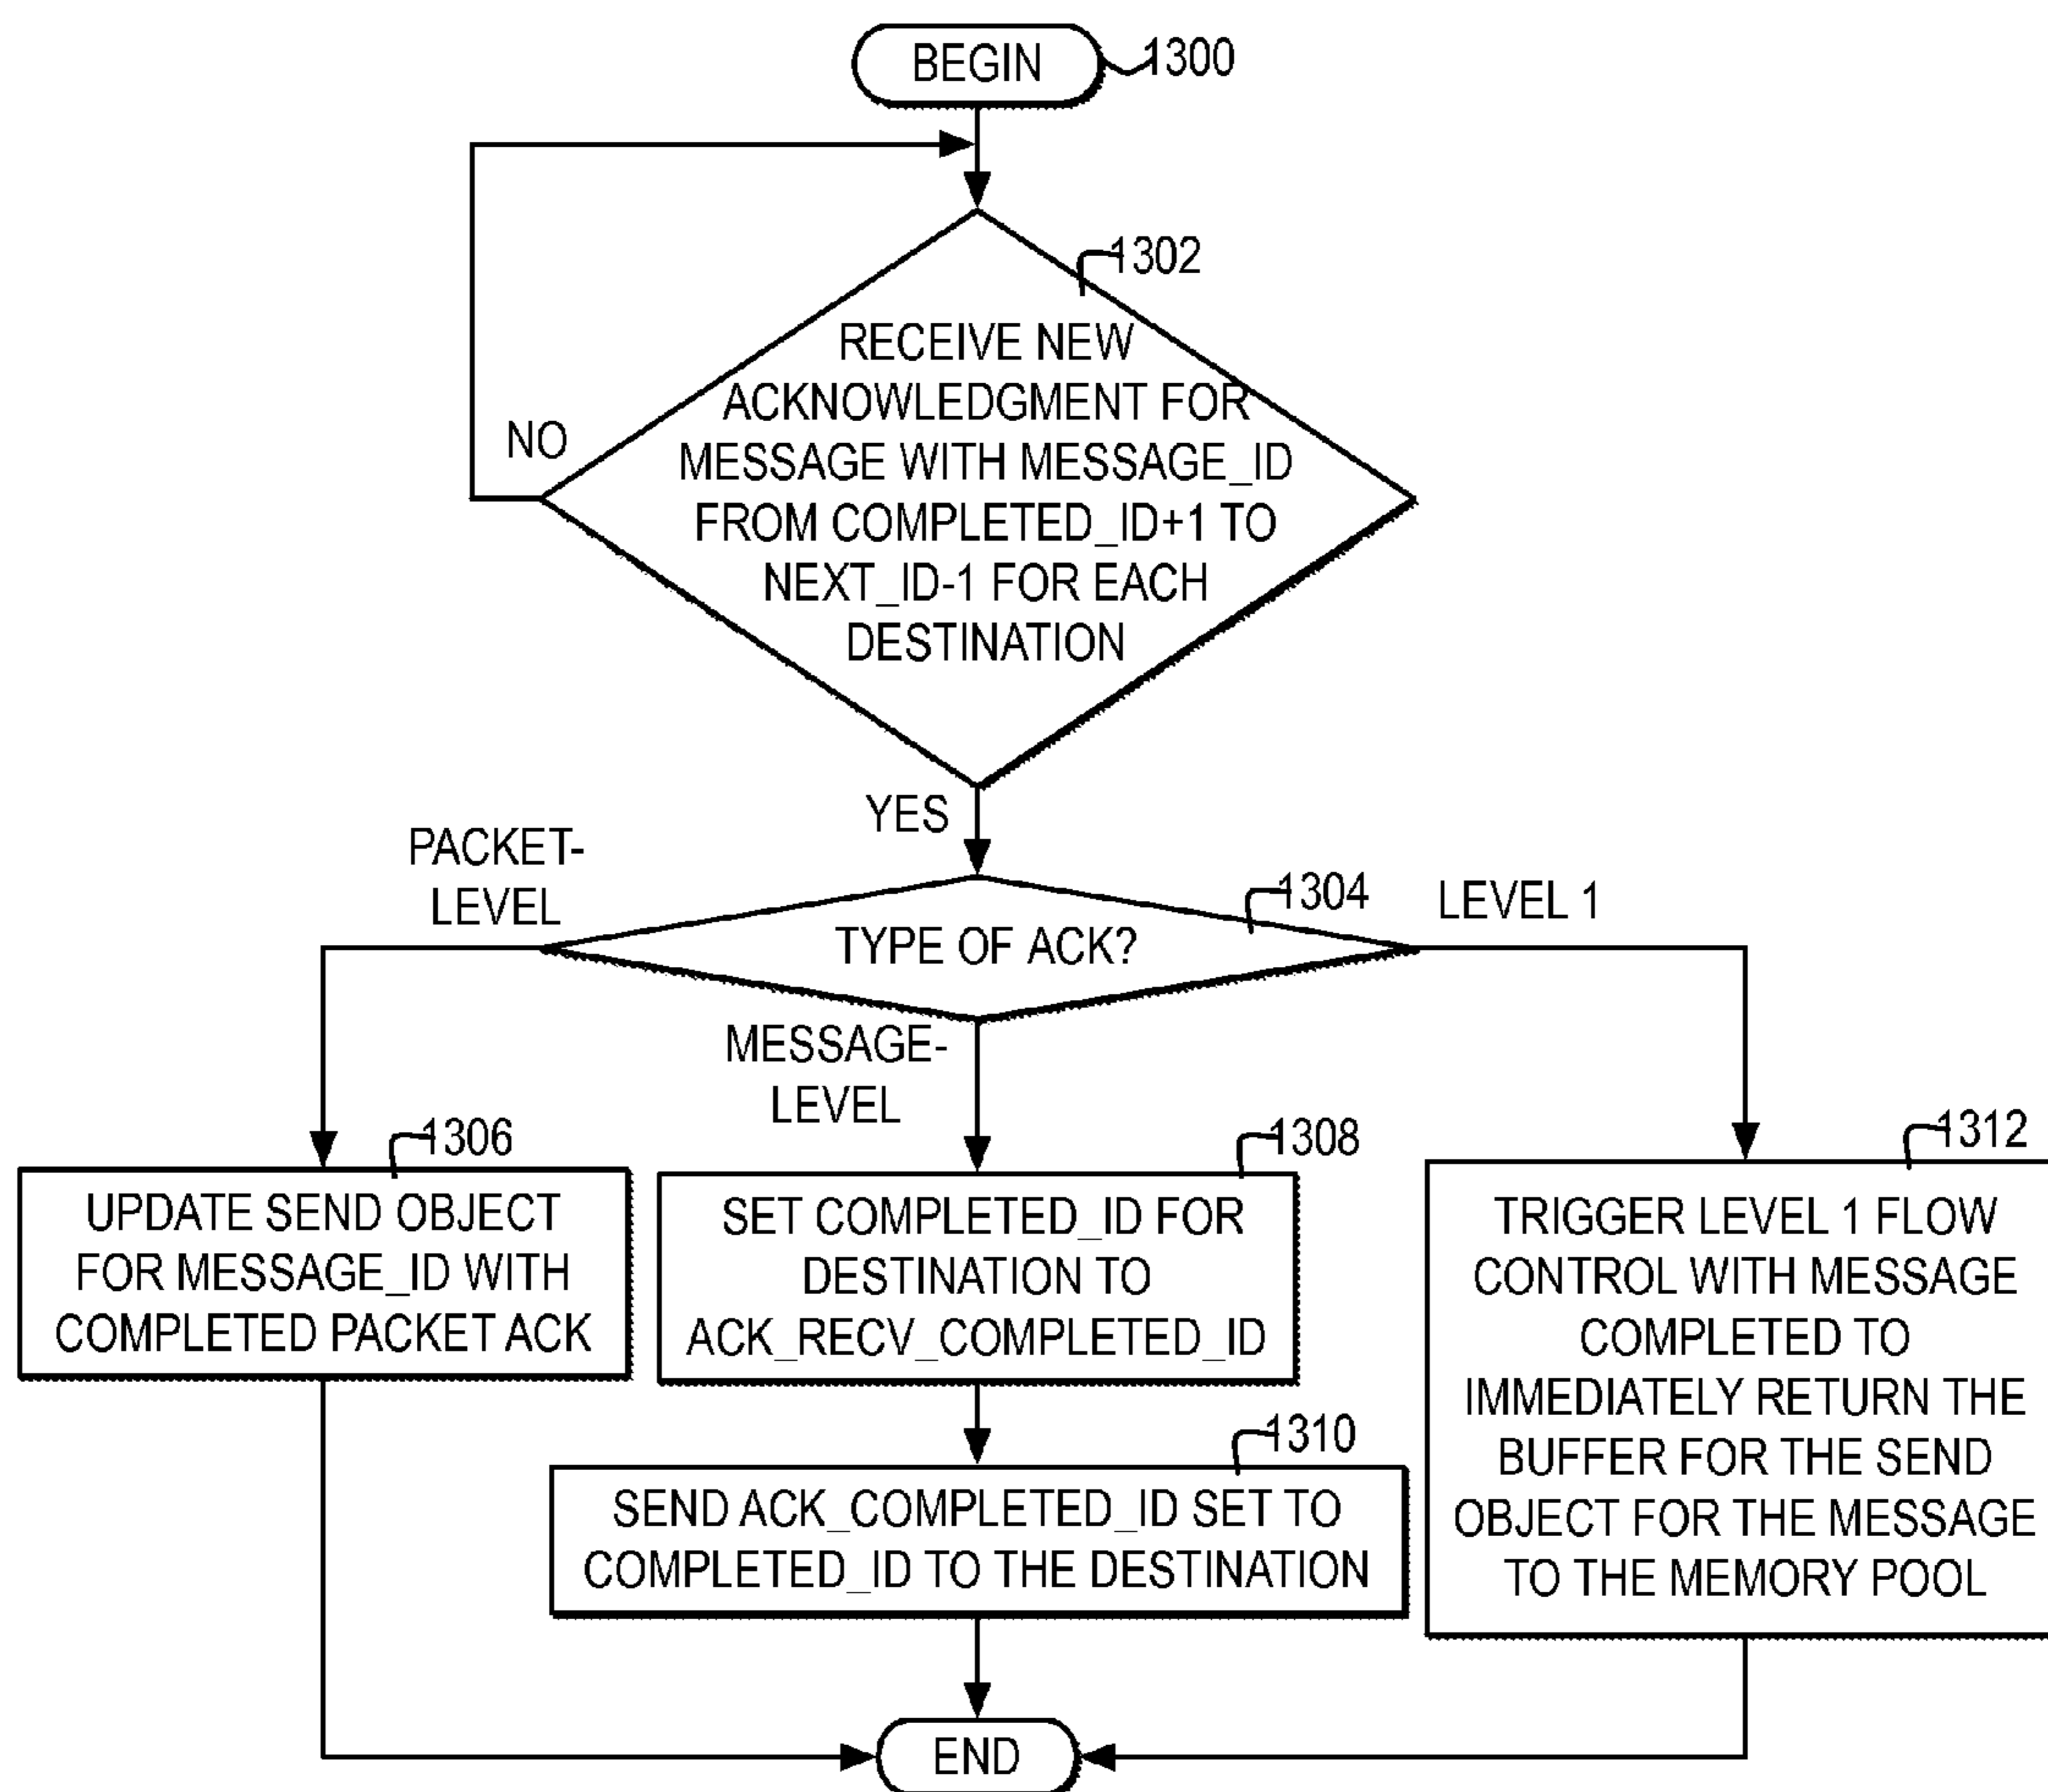 BEGIN
1300
1302
RECEIVE NEW
ACKNOWLEDGMENT FOR
MESSAGE WITH MESSAGE_ID
FROM COMPLETED_ID+1 TO
NEXT_ID-1 FOR EACH
DESTINATION
NO
YES
1304
TYPE OF ACK?
PACKET-
LEVEL
MESSAGE-
LEVEL
LEVEL 1
1306
UPDATE SEND OBJECT
FOR MESSAGE_ID WITH
COMPLETED PACKET ACK
1308
SET COMPLETED_ID FOR
DESTINATION TO
ACK_RECV_COMPLETED_ID
1310
SEND ACK_COMPLETED_ID SET TO
COMPLETED_ID TO THE DESTINATION
1312
TRIGGER LEVEL 1 FLOW
CONTROL WITH MESSAGE
COMPLETED TO
IMMEDIATELY RETURN THE
BUFFER FOR THE SEND
OBJECT FOR THE MESSAGE
TO THE MEMORY POOL
END